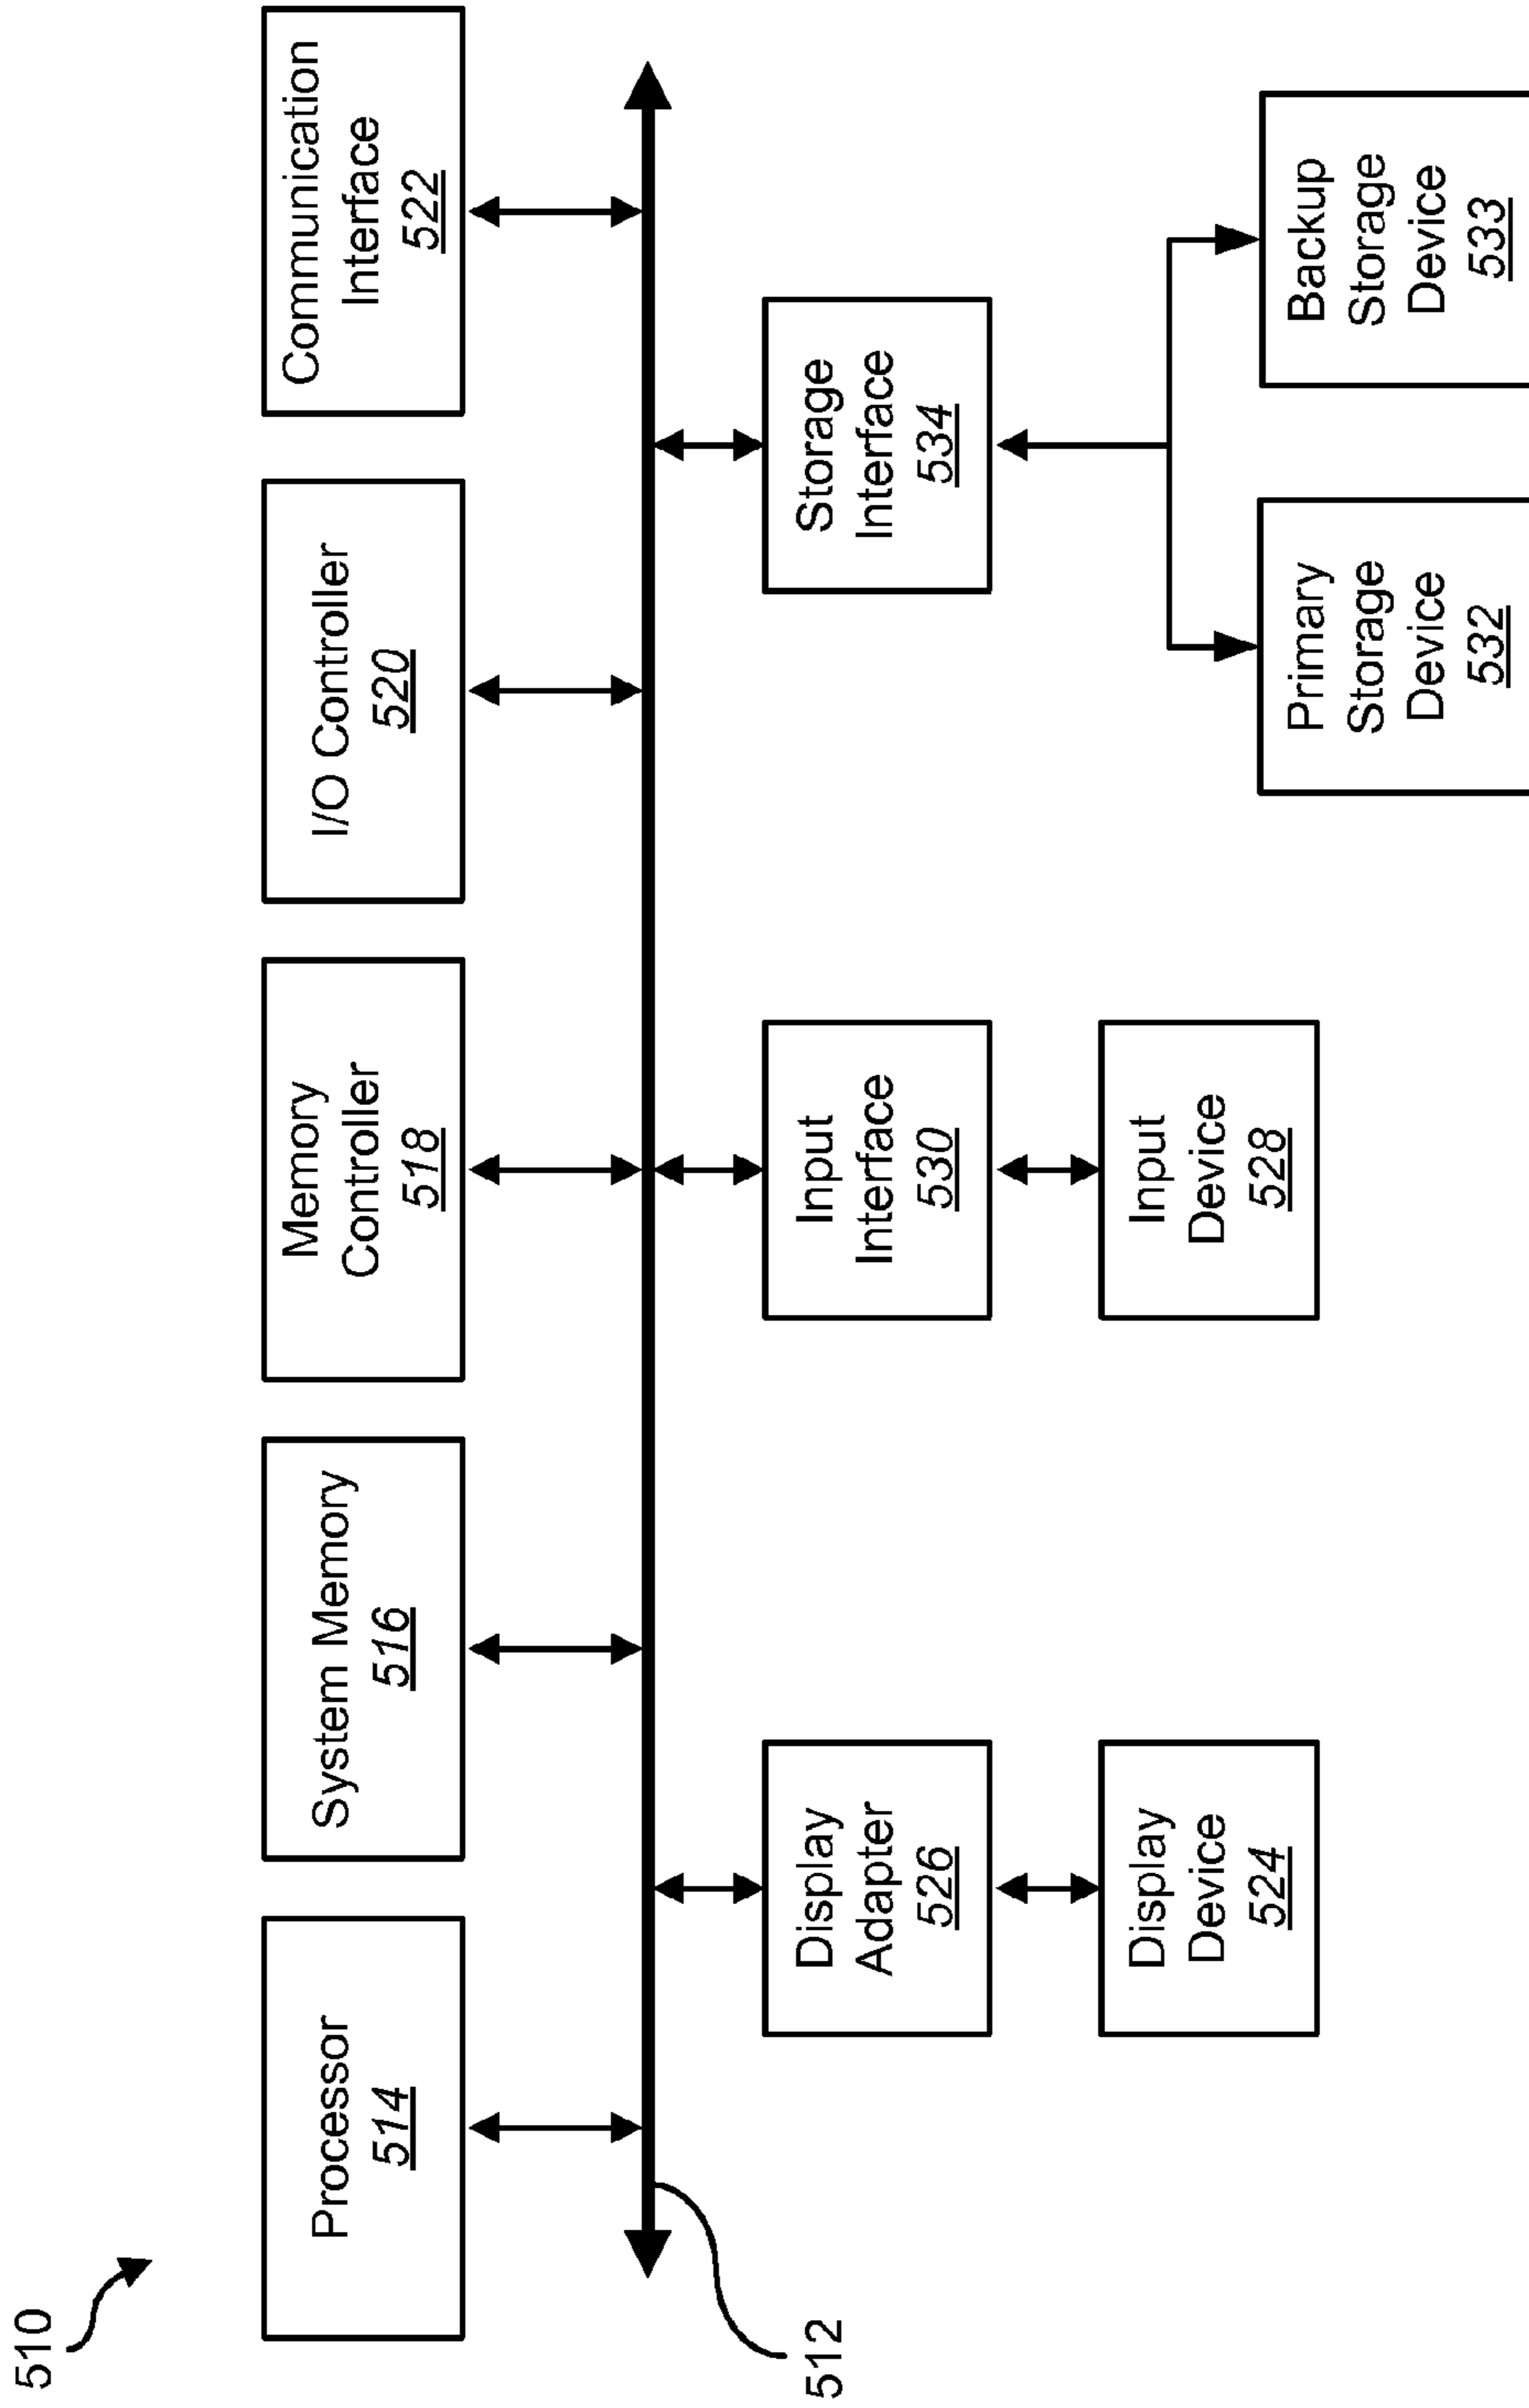 510
Processor
514
System Memory
516
Memory
Controller
518
I/O Controller
520
Communication
Interface
522
512
Display
Adapter
526
Input
Interface
530
Storage
Interface
534
Display
Device
524
Input
Device
528
Primary
Storage
Device
532
Backup
Storage
Device
533